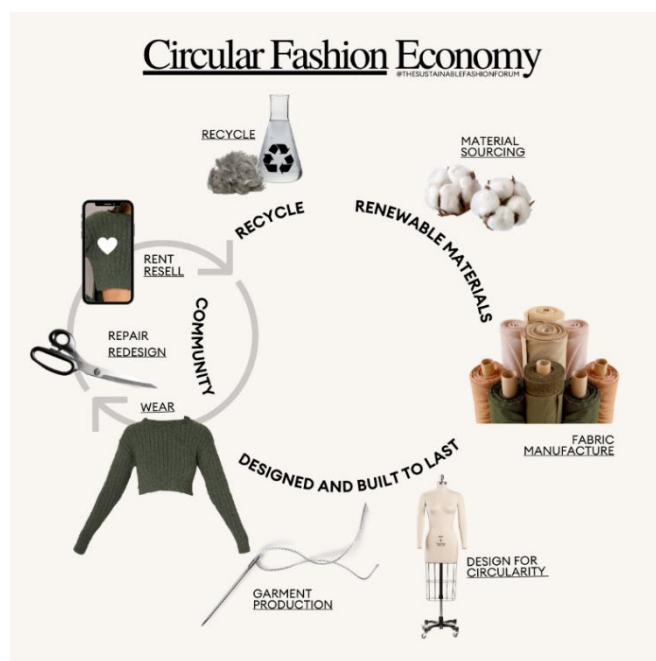 Circular Fashion Economy
@THESUSTAINABLEFASHIONFORUM
RECYCLE
MATERIAL
SOURCING
RECYCLE
RENEWABLE MATERIALS
RENT
RESELL
COMMUNITY
REPAIR
REDESIGN
WEAR
FABRIC
MANUFACTURE
DESIGNED AND BUILT TO LAST
DESIGN FOR
CIRCULARITY
GARMENT
PRODUCTION